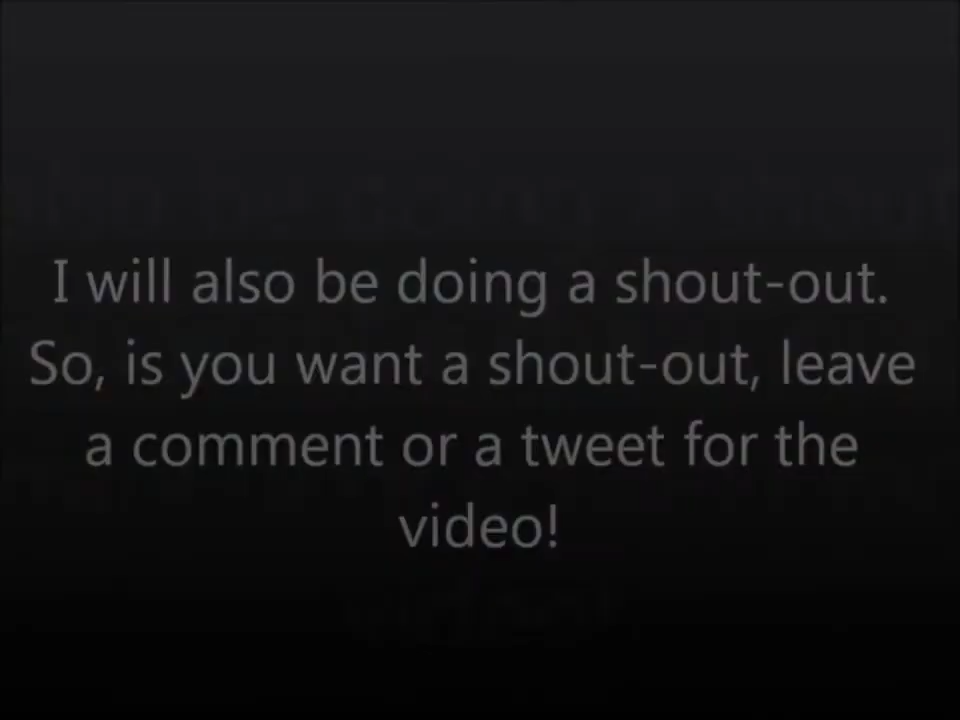 I will also be doing a shout-out.
So, is you want a shout-out, leave
a comment or a tweet for the
video!